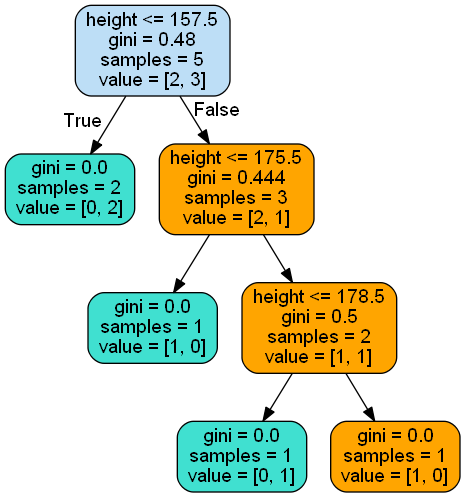 height <= 157.5
gini = 0.48
samples = 5
value = [2, 3]
True
False
gini = 0.0
samples = 2
value = [0, 2]
height <= 175.5
gini = 0.444
samples = 3
value = [2, 1]
gini = 0.0
samples = 1
value = [1, 0]
height <= 178.5
gini = 0.5
samples = 2
value = [1, 1]
gini = 0.0
samples = 1
value = [0, 1]
gini = 0.0
samples = 1
value = [1, 0]